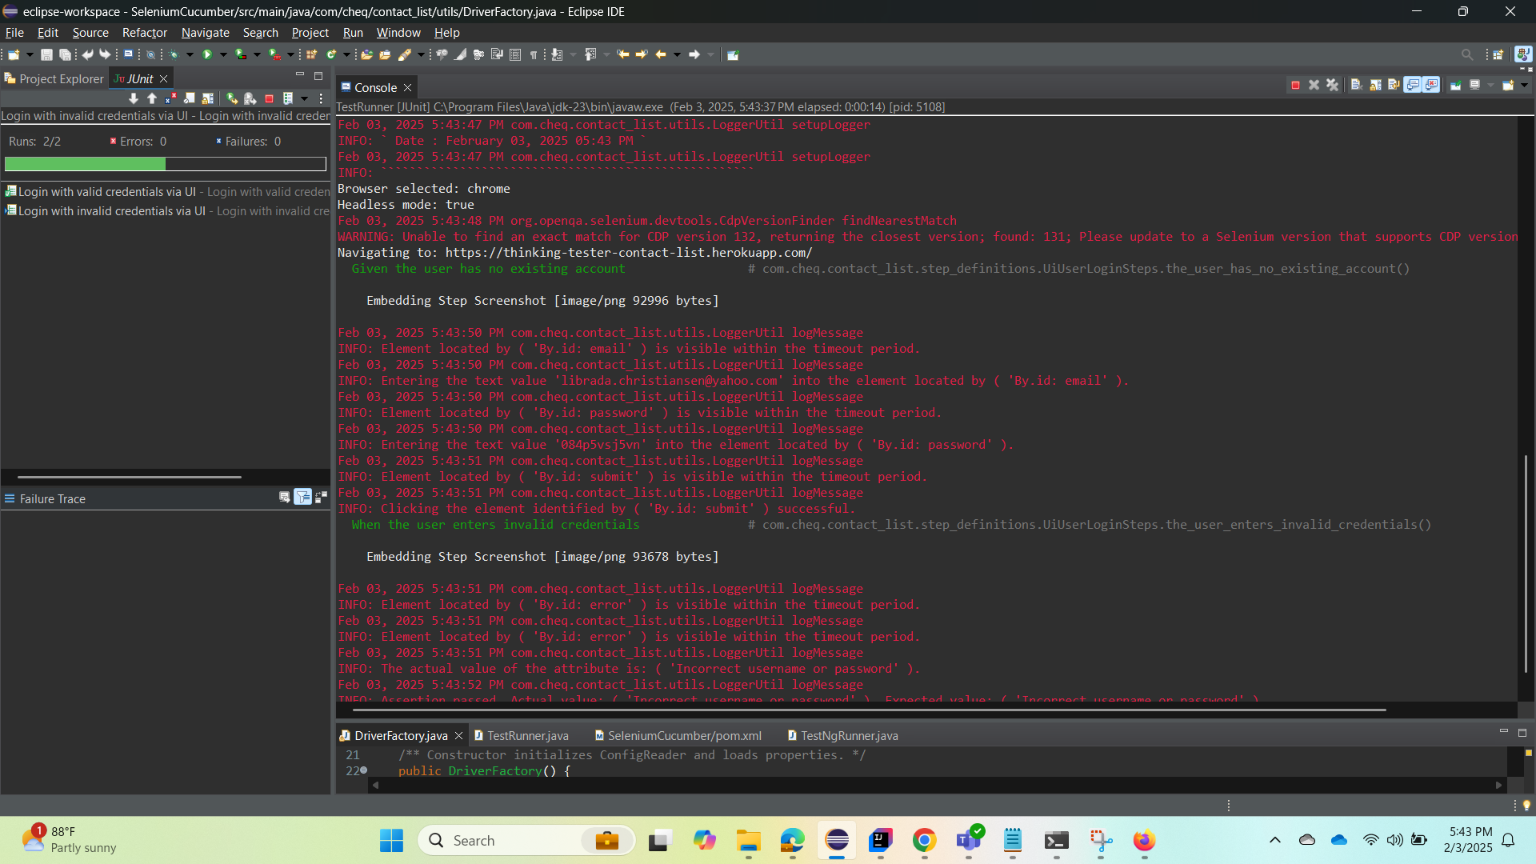 eclipse-workspace - SeleniumCucumber/src/main/java/com/cheq/contact_list/utils/DriverFactory.java - Eclipse IDE
File Edit Source Refactor Navigate Search Project Run Window Help
Project Explorer JUnit
Console
TestRunner [JUnit] C:\Program Files\Java\jdk-23\bin\javaw.exe (Feb 3, 2025, 5:43:37 PM elapsed: 0:00:14) [pid: 5108]
Login with invalid credentials via UI - Login with invalid creder
Runs: 2/2 Errors: 0 Failures: 0
Login with valid credentials via UI - Login with valid creden
Login with invalid credentials via UI - Login with invalid cre
Failure Trace
Feb 03, 2025 5:43:47 PM com.cheq.contact_list.utils.LoggerUtil setupLogger
INFO: ` Date : February 03, 2025 05:43 PM `
Feb 03, 2025 5:43:47 PM com.cheq.contact_list.utils.LoggerUtil setupLogger
INFO: ````````````````````````````````````````````````````
Browser selected: chrome
Headless mode: true
Feb 03, 2025 5:43:48 PM org.openqa.selenium.devtools.CdpVersionFinder findNearestMatch
WARNING: Unable to find an exact match for CDP version 132, returning the closest version; found: 131; Please update to a Selenium version that supports CDP version
Navigating to: https://thinking-tester-contact-list.herokuapp.com/
Given the user has no existing account # com.cheq.contact_list.step_definitions.UiUserLoginSteps.the_user_has_no_existing_account()
Embedding Step Screenshot [image/png 92996 bytes]
Feb 03, 2025 5:43:50 PM com.cheq.contact_list.utils.LoggerUtil logMessage
INFO: Element located by ( 'By.id: email' ) is visible within the timeout period.
Feb 03, 2025 5:43:50 PM com.cheq.contact_list.utils.LoggerUtil logMessage
INFO: Entering the text value 'librada.christiansen@yahoo.com' into the element located by ( 'By.id: email' ).
Feb 03, 2025 5:43:50 PM com.cheq.contact_list.utils.LoggerUtil logMessage
INFO: Element located by ( 'By.id: password' ) is visible within the timeout period.
Feb 03, 2025 5:43:50 PM com.cheq.contact_list.utils.LoggerUtil logMessage
INFO: Entering the text value '084p5vsj5vn' into the element located by ( 'By.id: password' ).
Feb 03, 2025 5:43:51 PM com.cheq.contact_list.utils.LoggerUtil logMessage
INFO: Element located by ( 'By.id: submit' ) is visible within the timeout period.
Feb 03, 2025 5:43:51 PM com.cheq.contact_list.utils.LoggerUtil logMessage
INFO: Clicking the element identified by ( 'By.id: submit' ) successful.
When the user enters invalid credentials # com.cheq.contact_list.step_definitions.UiUserLoginSteps.the_user_enters_invalid_credentials()
Embedding Step Screenshot [image/png 93678 bytes]
Feb 03, 2025 5:43:51 PM com.cheq.contact_list.utils.LoggerUtil logMessage
INFO: Element located by ( 'By.id: error' ) is visible within the timeout period.
Feb 03, 2025 5:43:51 PM com.cheq.contact_list.utils.LoggerUtil logMessage
INFO: Element located by ( 'By.id: error' ) is visible within the timeout period.
Feb 03, 2025 5:43:51 PM com.cheq.contact_list.utils.LoggerUtil logMessage
INFO: The actual value of the attribute is: ( 'Incorrect username or password' ).
Feb 03, 2025 5:43:52 PM com.cheq.contact_list.utils.LoggerUtil logMessage
INFO: Assertion passed. Actual value: ( 'Incorrect username or password' ), Expected value: ( 'Incorrect username or password' )
DriverFactory.java TestRunner.java SeleniumCucumber/pom.xml TestNgRunner.java
21 /** Constructor initializes ConfigReader and loads properties. */
22 public DriverFactory() {
1
88°F
Partly sunny
Search
5:43 PM
2/3/2025